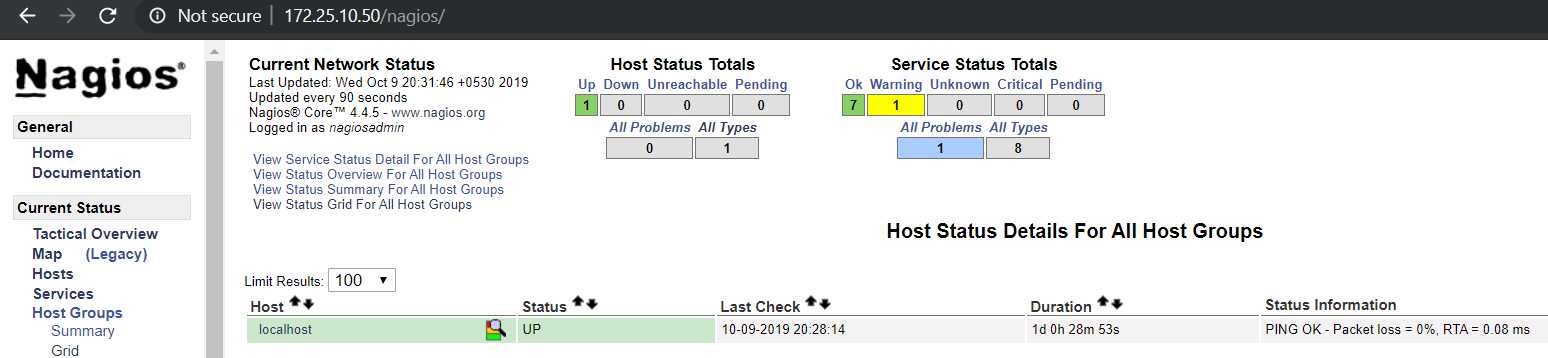 Not secure | 172.25.10.50/nagios/
Nagios®
General
Home
Documentation
Current Status
Tactical Overview
Map (Legacy)
Hosts
Services
Host Groups
Summary
Grid
Current Network Status
Last Updated: Wed Oct 9 20:31:46 +0530 2019
Updated every 90 seconds
Nagios® Core™ 4.4.5 - www.nagios.org
Logged in as nagiosadmin
View Service Status Detail For All Host Groups
View Status Overview For All Host Groups
View Status Summary For All Host Groups
View Status Grid For All Host Groups
Host Status Totals
Up Down Unreachable Pending
1 0 0 0
All Problems All Types
0 1
Service Status Totals
Ok Warning Unknown Critical Pending
7 1 0 0 0
All Problems All Types
1 8
Host Status Details For All Host Groups
Limit Results: 100
Host Status Last Check Duration Status Information
localhost UP 10-09-2019 20:28:14 1d 0h 28m 53s PING OK - Packet loss = 0%, RTA = 0.08 ms